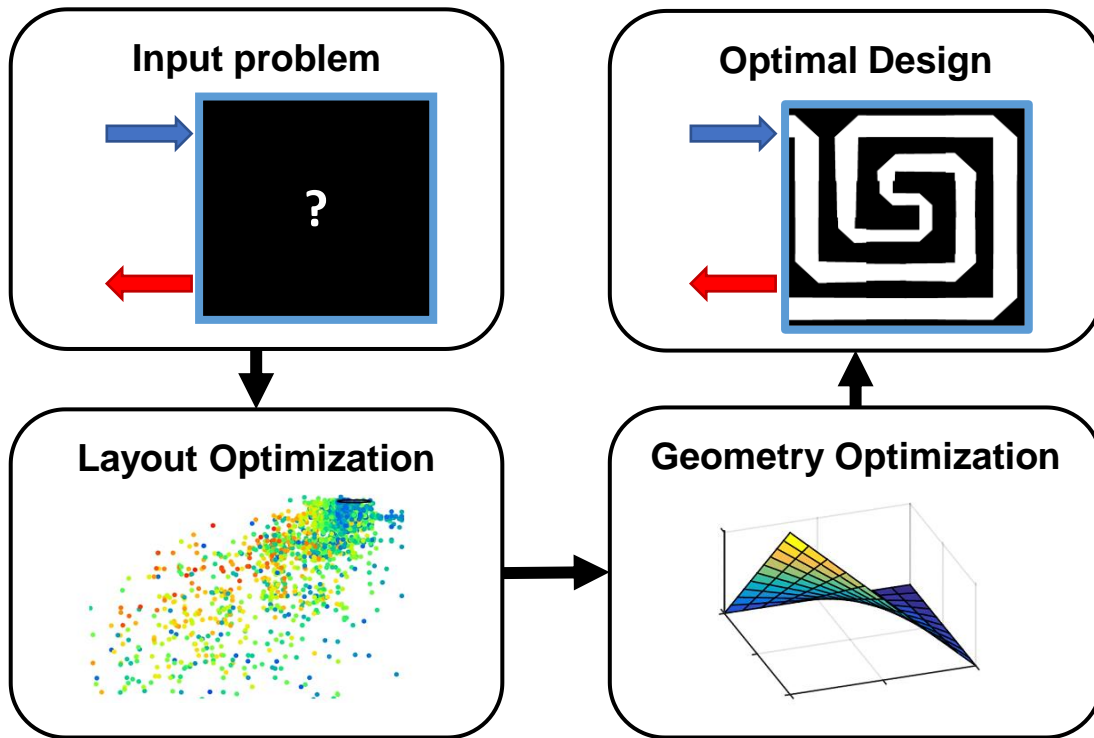 Input problem
?
Optimal Design
Layout Optimization
Geometry Optimization